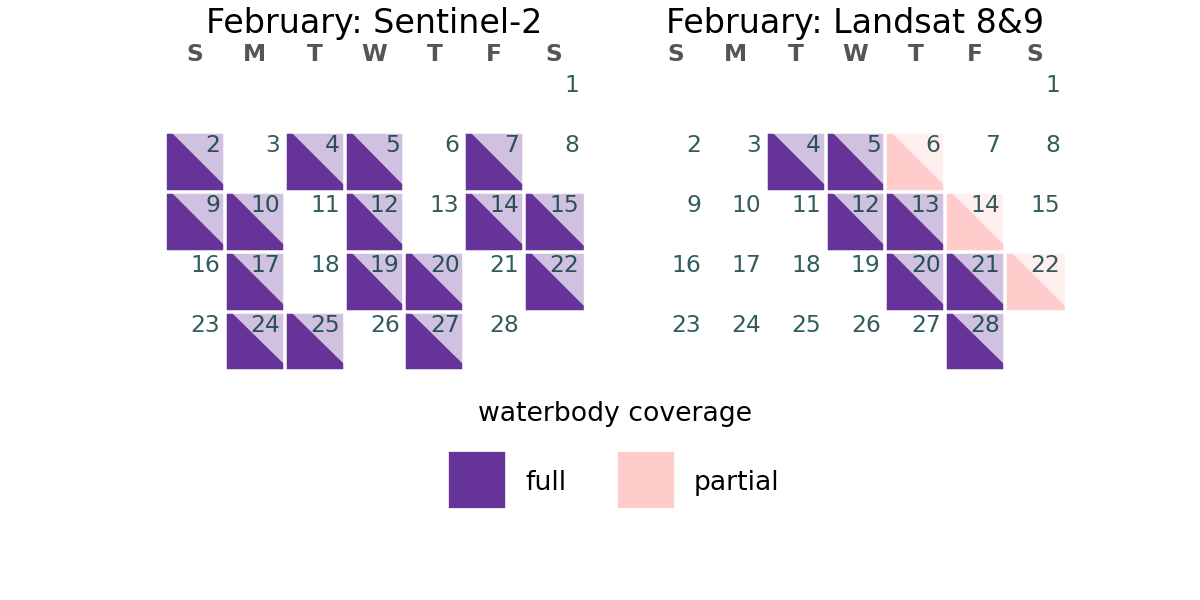 February: Sentinel-2
S M T W T F S
1
2 3 4 5 6 7 8
9 10 11 12 13 14 15
16 17 18 19 20 21 22
23 24 25 26 27 28
February: Landsat 8&9
S M T W T F S
1
2 3 4 5 6 7 8
9 10 11 12 13 14 15
16 17 18 19 20 21 22
23 24 25 26 27 28
waterbody coverage
full partial